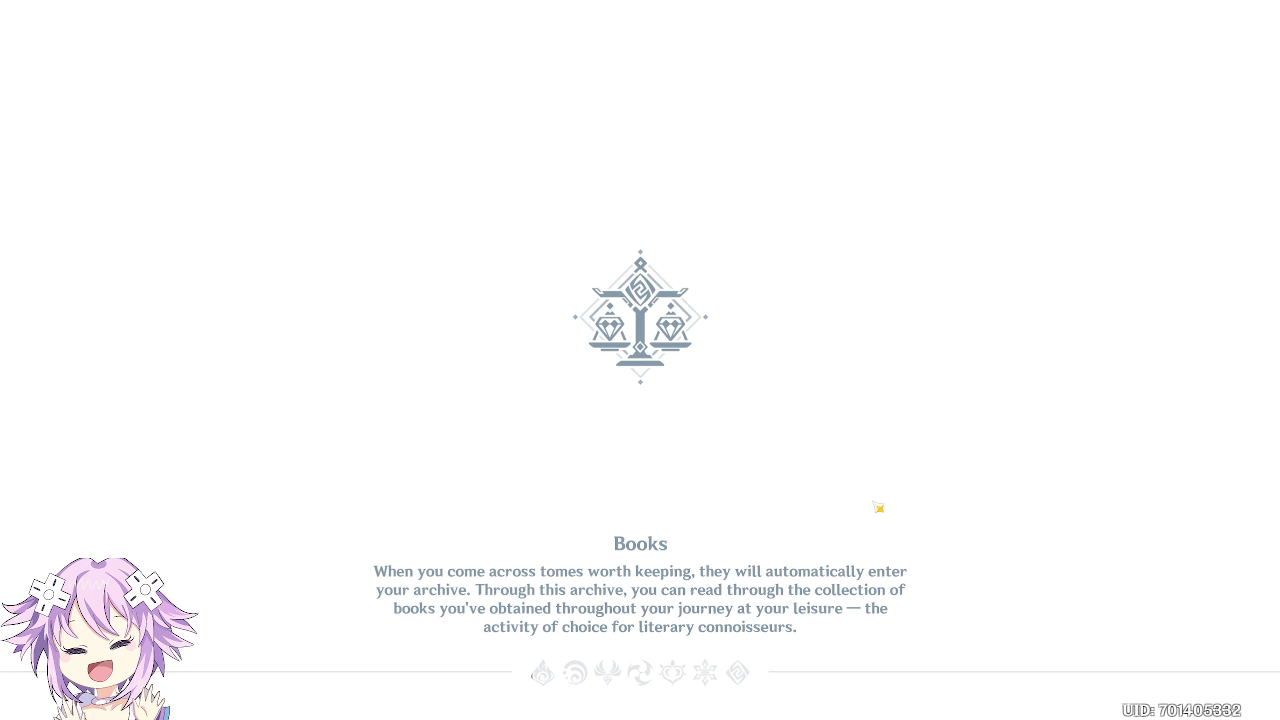 Books
When you come across tomes worth keeping, they will automatically enter
your archive. Through this archive, you can read through the collection of
books you've obtained throughout your journey at your leisure — the
activity of choice for literary connoisseurs.
UID: 701405332